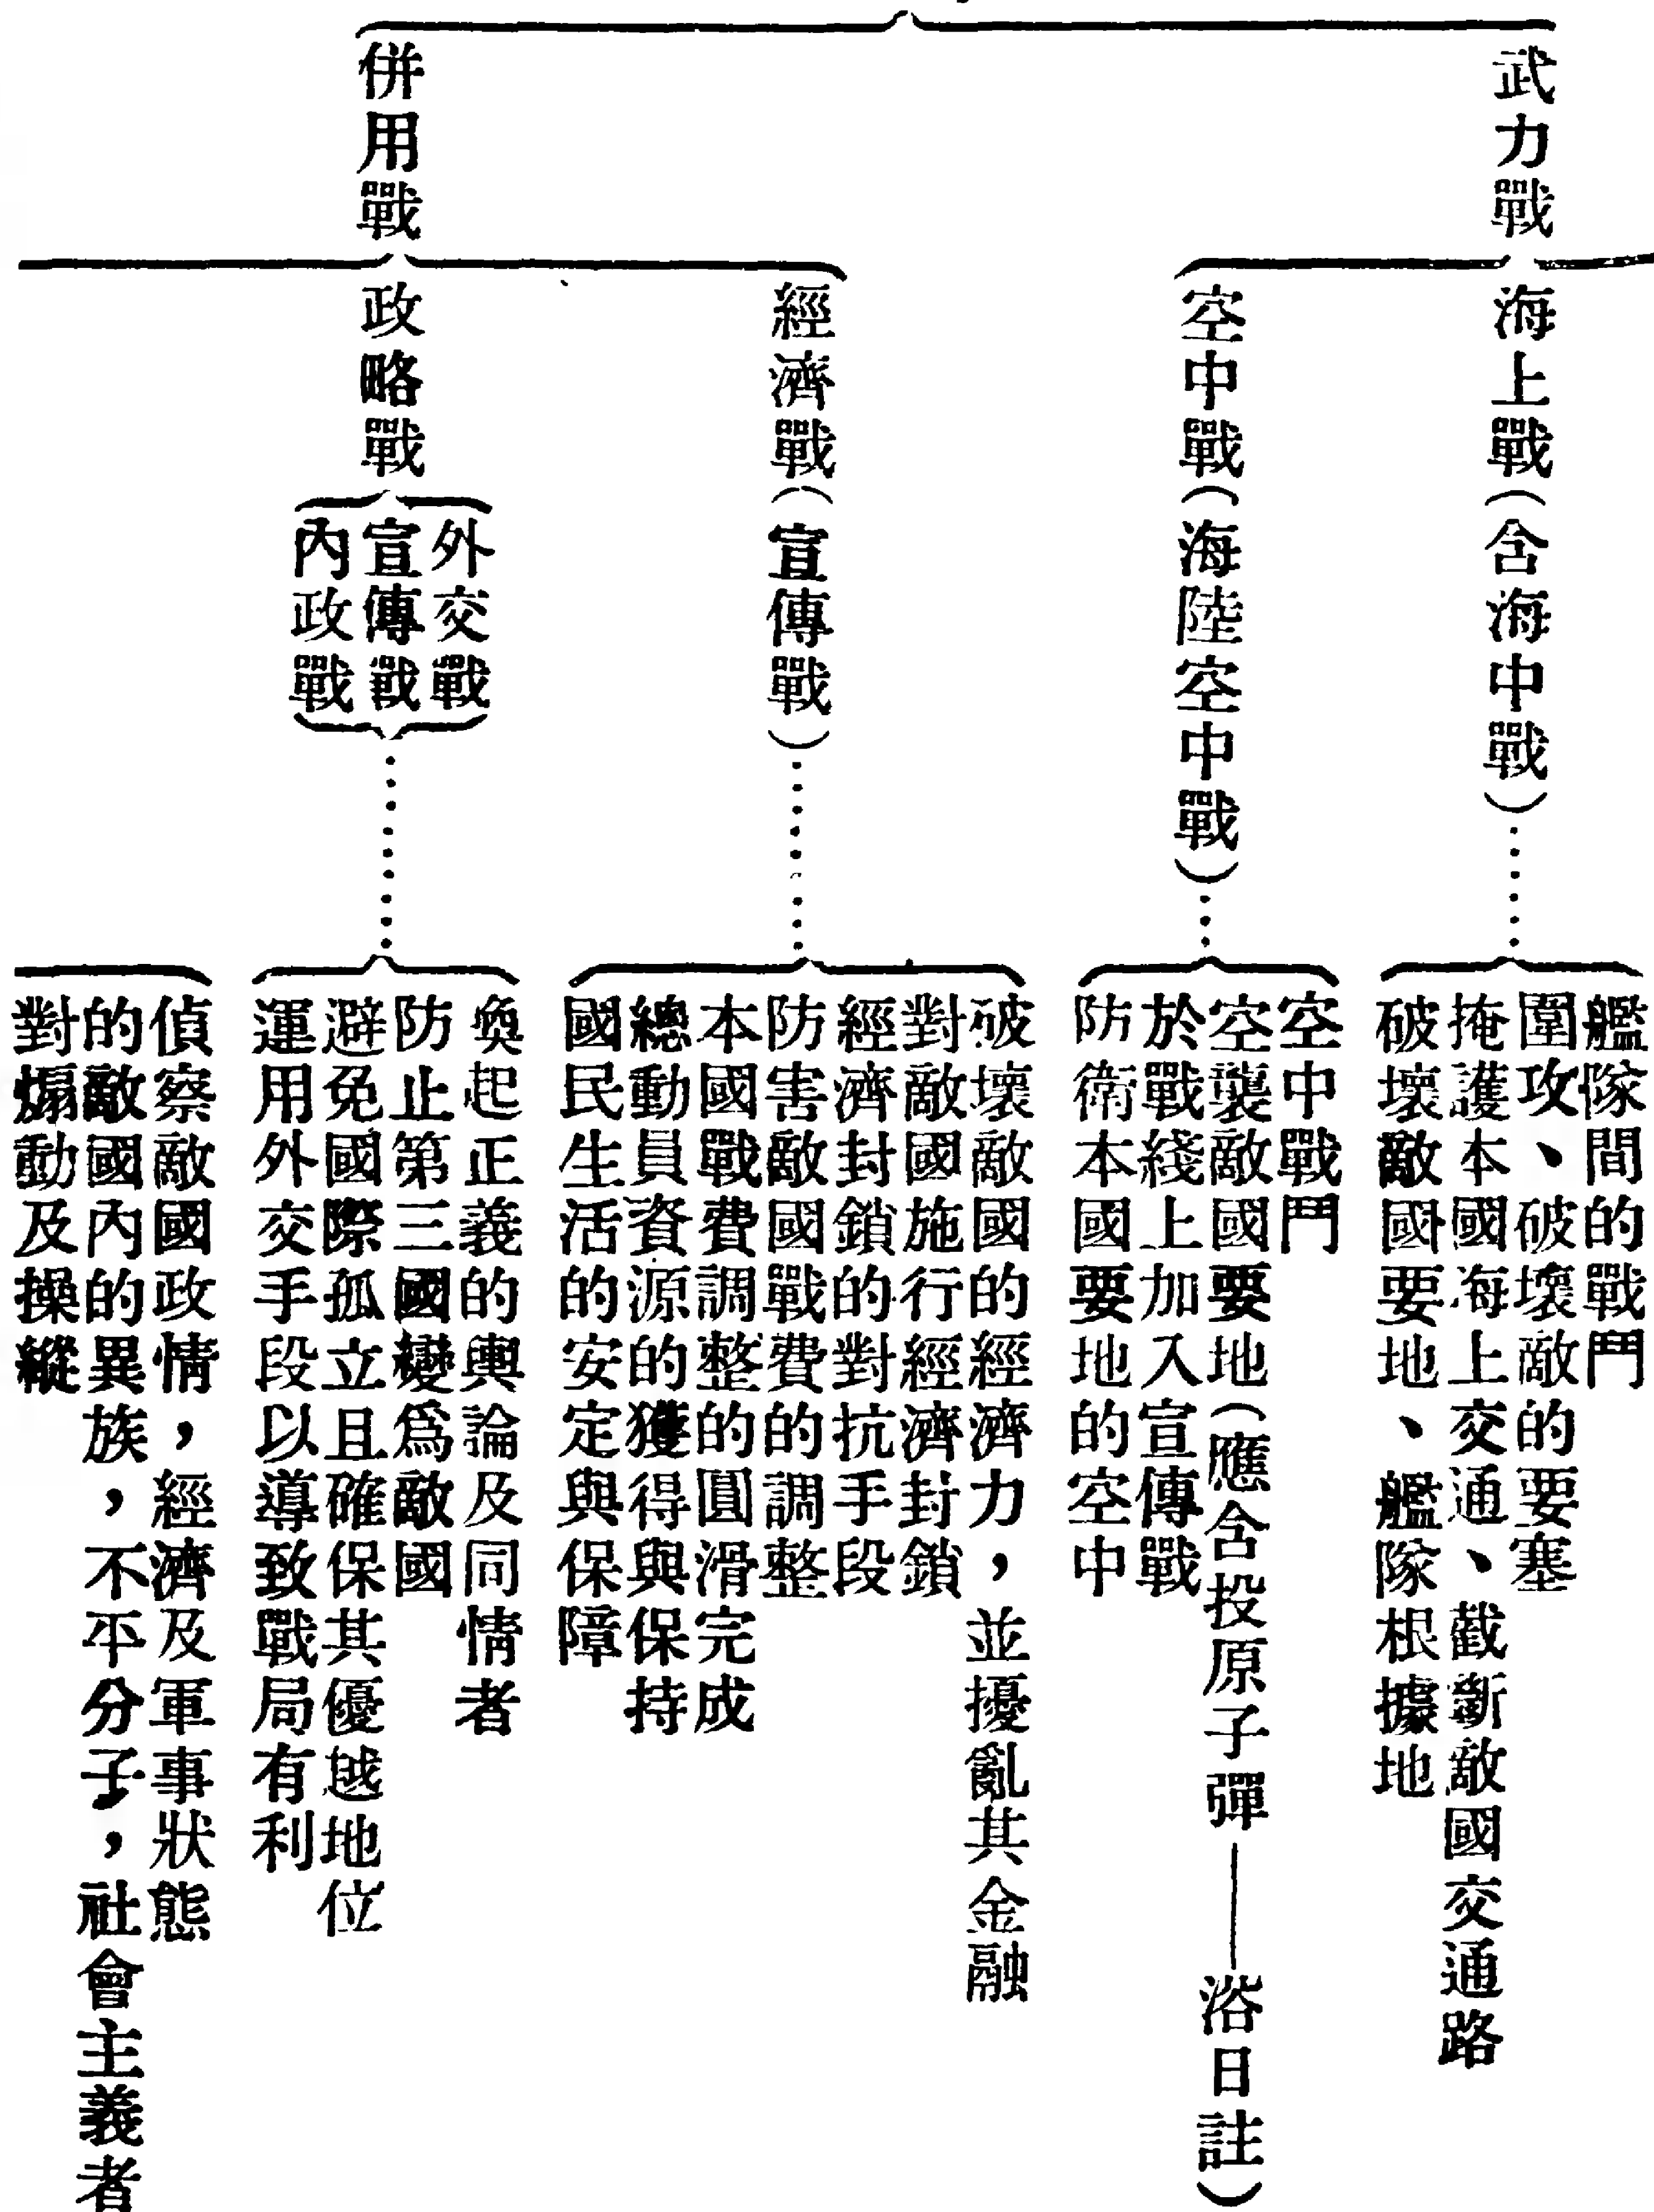 武力戰
海上戰（含海中戰）……
艦隊間的戰鬥
圍攻、破壞敵的要塞
掩護本國海上交通、截斷敵國交通路
破壞敵國要地、艦隊根據地
空中戰（海陸空中戰）…
空中戰鬥
空襲敵國要地（應含投原子彈——浴日註）
於戰綫上加入宣傳戰
防衛本國要地的空中
併用戰
經濟戰（宣傳戰）……
破壞敵國的經濟力，並擾亂其金融
對敵國施行經濟封鎖
經濟封鎖的對抗手段
防害敵國戰費的調整
本國戰費調整的圓滑完成
總動員資源的獲得與保持
國民生活的安定與保障
政略戰
外交戰
宣傳戰
內政戰
喚起正義的輿論及同情者
防止第三國變爲敵國
避免國際孤立且確保其優越地位
運用外交手段以導致戰局有利
偵察敵國政情，經濟及軍事狀態
的敵國內的異族，不平分子，社會主義者
對煽動及操縱